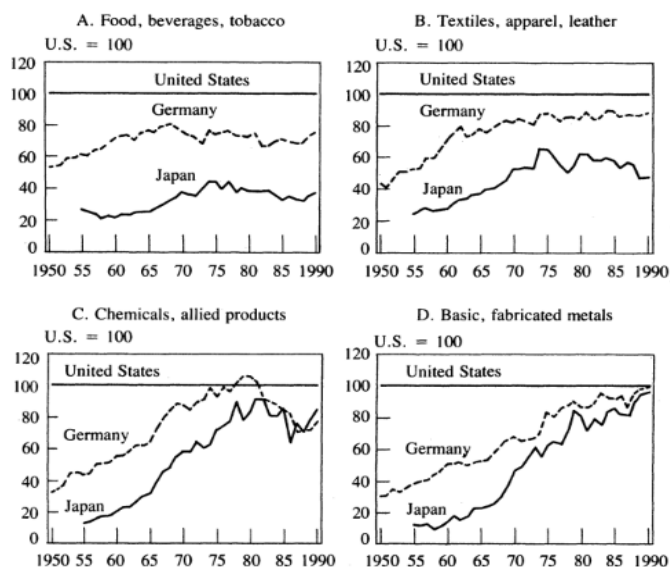 A. Food, beverages, tobacco
U.S. = 100
120
100
80
60
40
20
0
United States
Germany
Japan
1950 55 60 65 70 75 80 85 1990
B. Textiles, apparel, leather
U.S. = 100
120
100
80
60
40
20
0
United States
Germany
Japan
1950 55 60 65 70 75 80 85 1990
C. Chemicals, allied products
U.S. = 100
120
100
80
60
40
20
0
United States
Germany
Japan
1950 55 60 65 70 75 80 85 1990
D. Basic, fabricated metals
U.S. = 100
120
100
80
60
40
20
0
United States
Germany
Japan
1950 55 60 65 70 75 80 85 1990